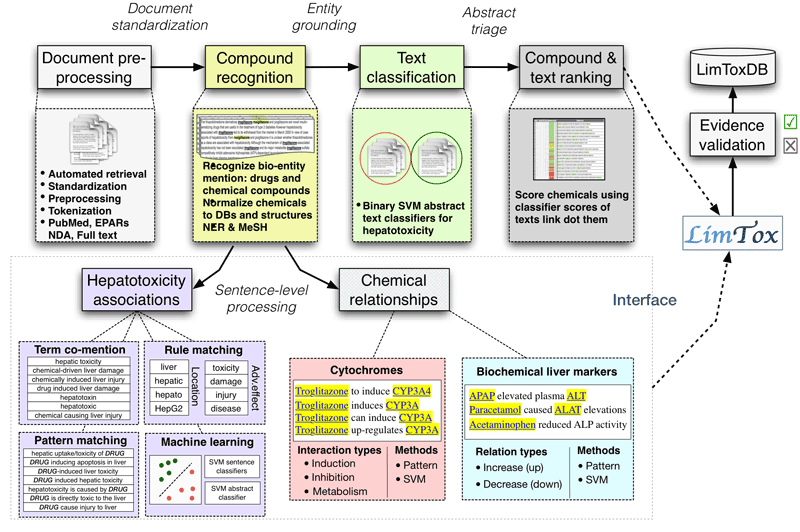 Document
standardization
Entity
grounding
Abstract
triage
Document pre-
processing
Compound
recognition
Text
classification
Compound &
text ranking
LimToxDB
Evidence
validation
• Automated retrieval
• Standardization
• Preprocessing
• Tokenization
• PubMed, EPARs
NDA, Full text
Recognize bio-entity
mention: drugs and
chemical compounds
Normalize chemicals
to DBs and structures
NER & MeSH
• Binary SVM abstract
text classifiers for
hepatotoxicity
Score chemicals using
classifier scores of
texts link dot them
LimTox
Interface
Hepatotoxicity
associations
Sentence-level
processing
Chemical
relationships
Term co-mention
hepatic toxicity
chemical-driven liver damage
chemically induced liver injury
drug induced liver damage
hepatotoxin
hepatotoxic
chemical causing liver injury
Rule matching
liver
hepatic
hepato
HepG2
Location
toxicity
damage
injury
disease
Adv.effect
Pattern matching
hepatic uptake/toxicity of DRUG
DRUG inducing apoptosis in liver
DRUG-induced liver toxicity
DRUG induced hepatic toxicity
hepatotoxicity is caused by DRUG
DRUG is directly toxic to the liver
DRUG cause injury to liver
Machine learning
SVM sentence
classifiers
SVM abstract
classifier
Cytochromes
Troglitazone to induce CYP3A4
Troglitazone induces CYP3A
Troglitazone can induce CYP3A
Troglitazone up-regulates CYP3A
Interaction types
• Induction
• Inhibition
• Metabolism
Methods
• Pattern
• SVM
Biochemical liver markers
APAP elevated plasma ALT
Paracetamol caused ALAT elevations
Acetaminophen reduced ALP activity
Relation types
• Increase (up)
• Decrease (down)
Methods
• Pattern
• SVM